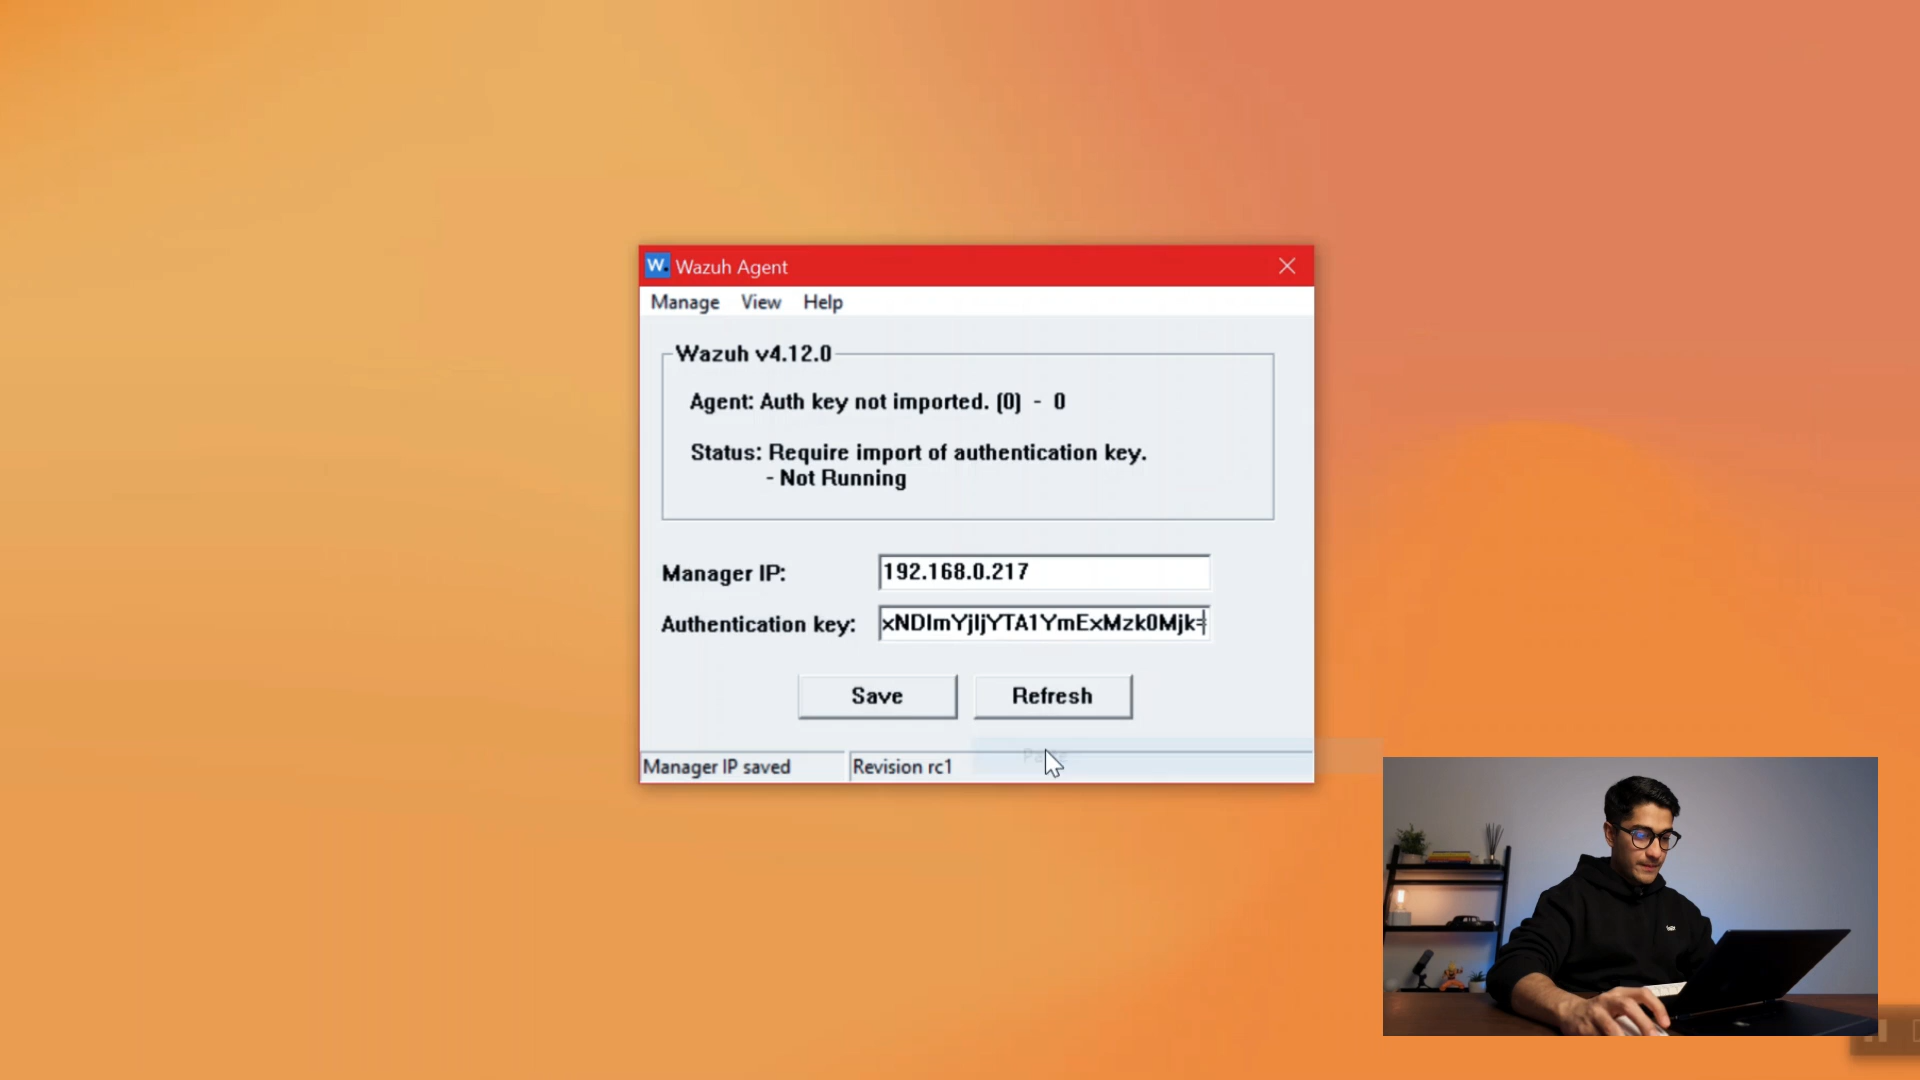 W. Wazuh Agent
Manage View Help
Wazuh v4.12.0
Agent: Auth key not imported. (0) - 0
Status: Require import of authentication key.
- Not Running
Manager IP: 192.168.0.217
Authentication key: xNDlmYjljYTA1YmExMzk0Mjk=
Save Refresh
Manager IP saved Revision rc1
Paste